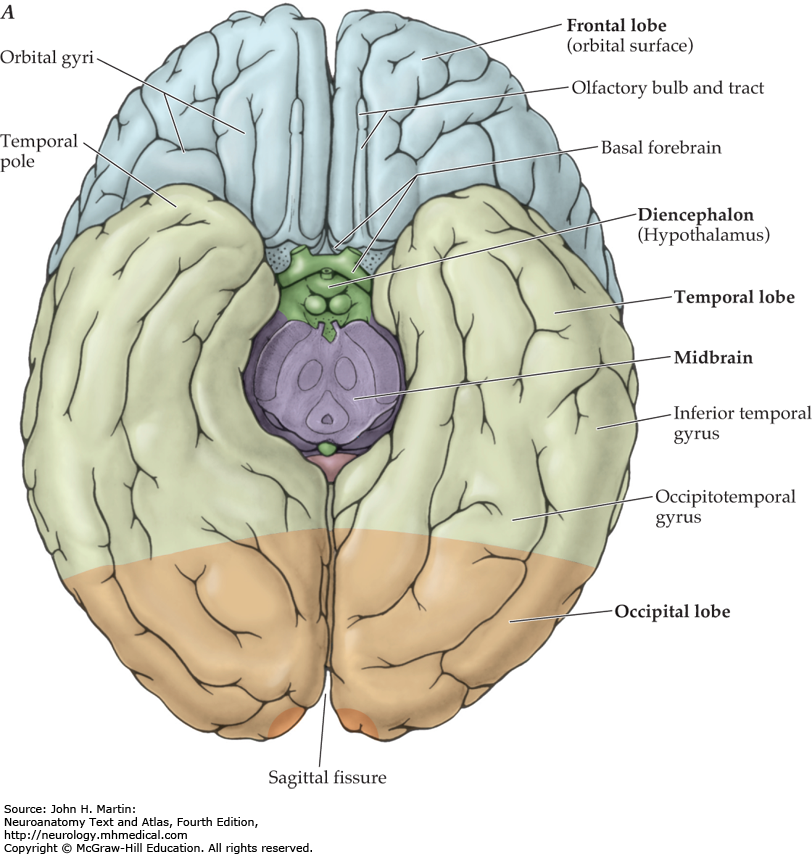 A
Frontal lobe
(orbital surface)
Orbital gyri
Olfactory bulb and tract
Temporal
pole
Basal forebrain
Diencephalon
(Hypothalamus)
Temporal lobe
Midbrain
Inferior temporal
gyrus
Occipitotemporal
gyrus
Occipital lobe
Sagittal fissure
Source: John H. Martin:
Neuroanatomy Text and Atlas, Fourth Edition,
http://neurology.mhmedical.com
Copyright © McGraw-Hill Education. All rights reserved.